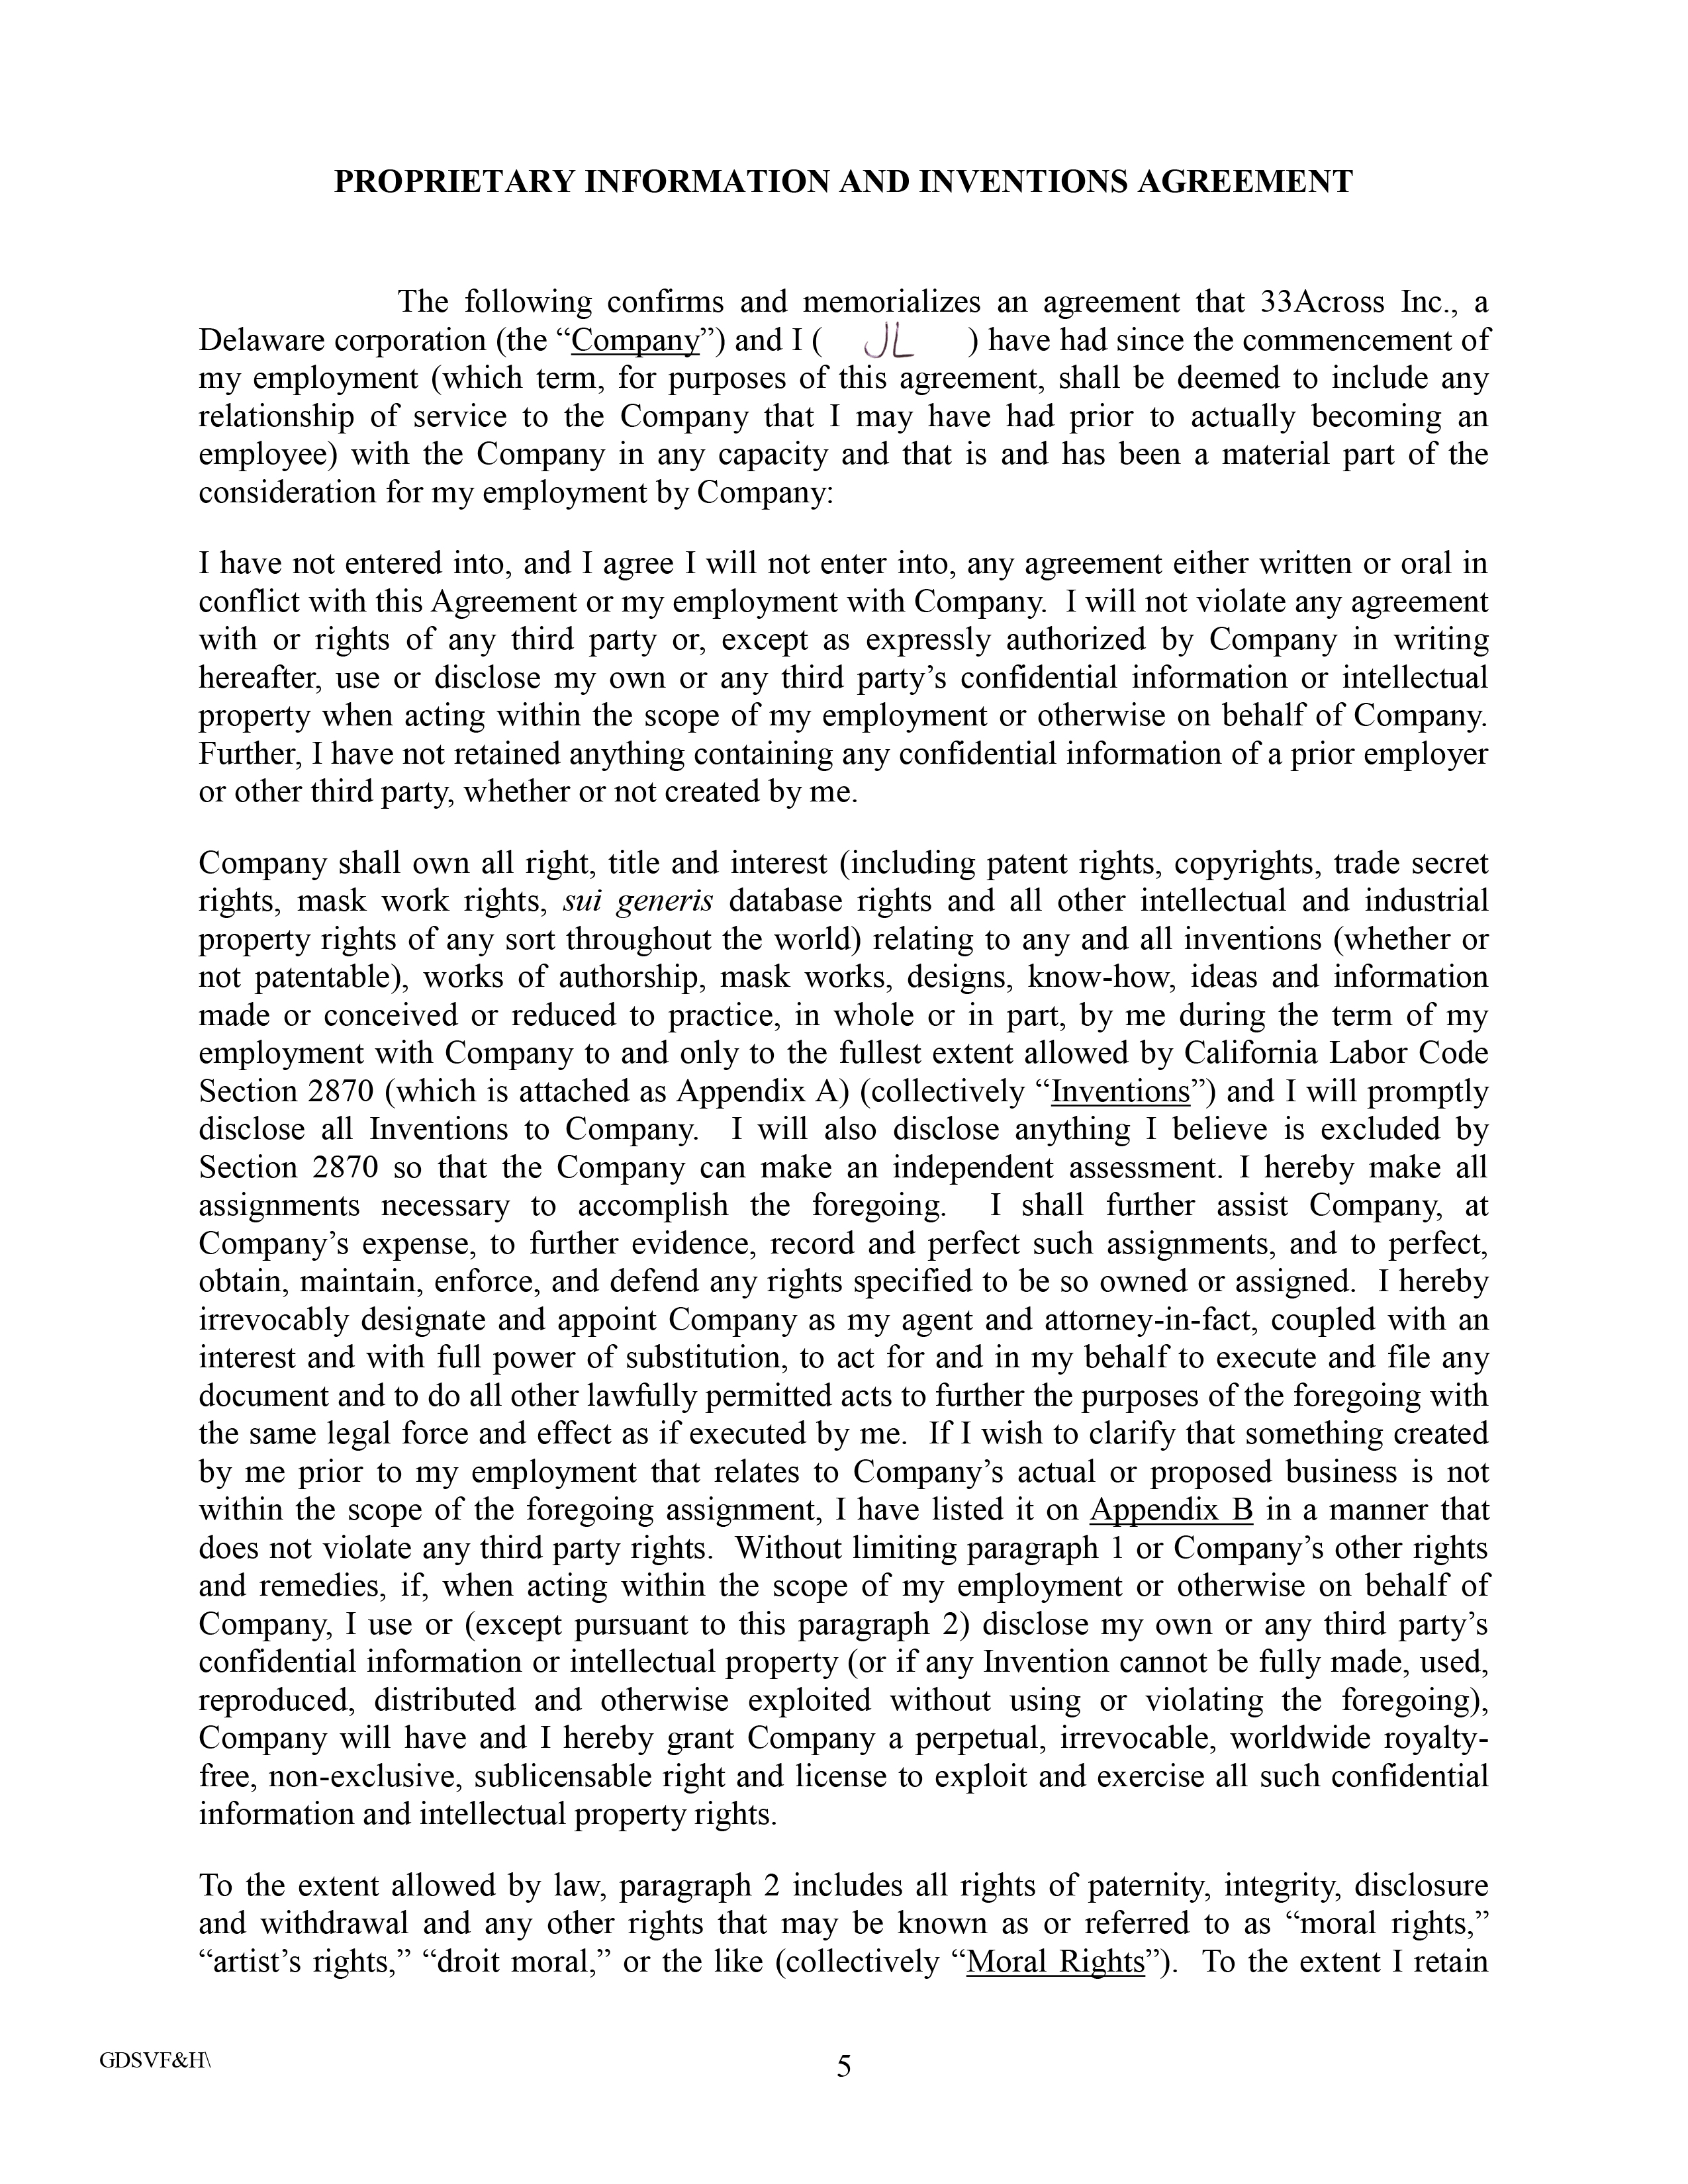 PROPRIETARY INFORMATION AND INVENTIONS AGREEMENT
The following confirms and memorializes an agreement that 33Across Inc., a
Delaware corporation (the “Company”) and I ( JL ) have had since the commencement of
my employment (which term, for purposes of this agreement, shall be deemed to include any
relationship of service to the Company that I may have had prior to actually becoming an
employee) with the Company in any capacity and that is and has been a material part of the
consideration for my employment by Company:
I have not entered into, and I agree I will not enter into, any agreement either written or oral in
conflict with this Agreement or my employment with Company. I will not violate any agreement
with or rights of any third party or, except as expressly authorized by Company in writing
hereafter, use or disclose my own or any third party’s confidential information or intellectual
property when acting within the scope of my employment or otherwise on behalf of Company.
Further, I have not retained anything containing any confidential information of a prior employer
or other third party, whether or not created by me.
Company shall own all right, title and interest (including patent rights, copyrights, trade secret
rights, mask work rights, sui generis database rights and all other intellectual and industrial
property rights of any sort throughout the world) relating to any and all inventions (whether or
not patentable), works of authorship, mask works, designs, know-how, ideas and information
made or conceived or reduced to practice, in whole or in part, by me during the term of my
employment with Company to and only to the fullest extent allowed by California Labor Code
Section 2870 (which is attached as Appendix A) (collectively “Inventions”) and I will promptly
disclose all Inventions to Company. I will also disclose anything I believe is excluded by
Section 2870 so that the Company can make an independent assessment. I hereby make all
assignments necessary to accomplish the foregoing. I shall further assist Company, at
Company’s expense, to further evidence, record and perfect such assignments, and to perfect,
obtain, maintain, enforce, and defend any rights specified to be so owned or assigned. I hereby
irrevocably designate and appoint Company as my agent and attorney-in-fact, coupled with an
interest and with full power of substitution, to act for and in my behalf to execute and file any
document and to do all other lawfully permitted acts to further the purposes of the foregoing with
the same legal force and effect as if executed by me. If I wish to clarify that something created
by me prior to my employment that relates to Company’s actual or proposed business is not
within the scope of the foregoing assignment, I have listed it on Appendix B in a manner that
does not violate any third party rights. Without limiting paragraph 1 or Company’s other rights
and remedies, if, when acting within the scope of my employment or otherwise on behalf of
Company, I use or (except pursuant to this paragraph 2) disclose my own or any third party’s
confidential information or intellectual property (or if any Invention cannot be fully made, used,
reproduced, distributed and otherwise exploited without using or violating the foregoing),
Company will have and I hereby grant Company a perpetual, irrevocable, worldwide royalty-
free, non-exclusive, sublicensable right and license to exploit and exercise all such confidential
information and intellectual property rights.
To the extent allowed by law, paragraph 2 includes all rights of paternity, integrity, disclosure
and withdrawal and any other rights that may be known as or referred to as “moral rights,”
“artist’s rights,” “droit moral,” or the like (collectively “Moral Rights”). To the extent I retain
GDSVF&H\
5